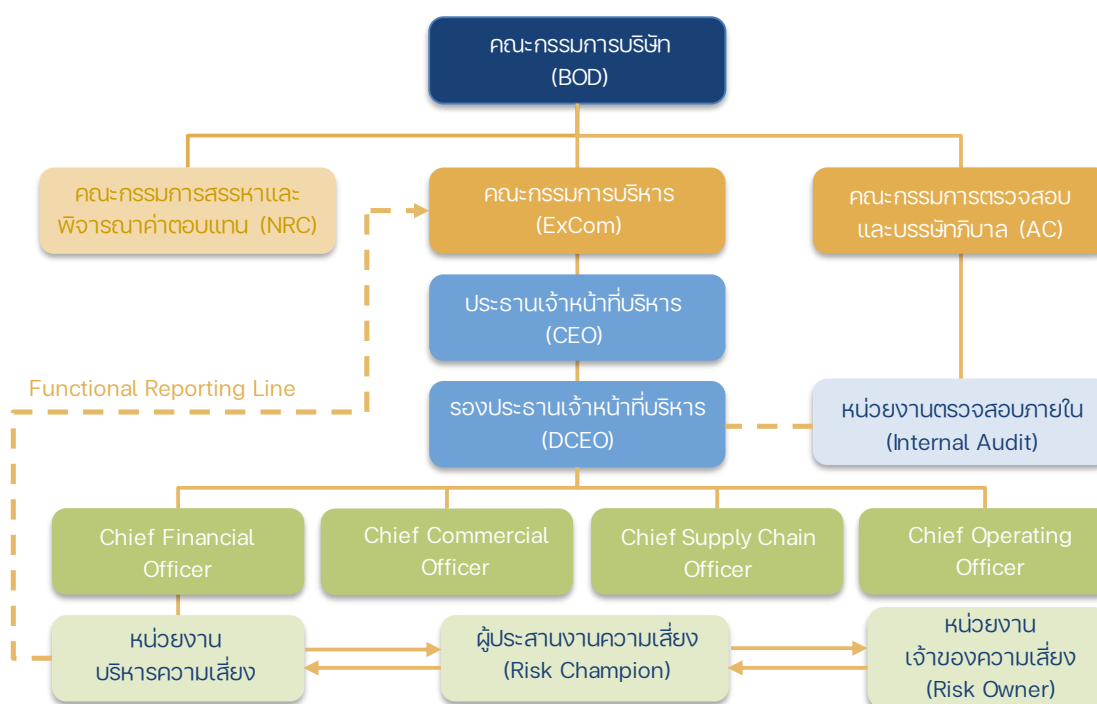 คณะกรรมการบริษัท
(BOD)
คณะกรรมการสรรหาและ
พิจารณาค่าตอบแทน (NRC)
คณะกรรมการบริหาร
(ExCom)
คณะกรรมการตรวจสอบ
และบรรษัทภิบาล (AC)
ประธานเจ้าหน้าที่บริหาร
(CEO)
Functional Reporting Line
รองประธานเจ้าหน้าที่บริหาร
(DCEO)
หน่วยงานตรวจสอบภายใน
(Internal Audit)
Chief Financial
Officer
Chief Commercial
Officer
Chief Supply Chain
Officer
Chief Operating
Officer
หน่วยงาน
บริหารความเสี่ยง
ผู้ประสานงานความเสี่ยง
(Risk Champion)
หน่วยงาน
เจ้าของความเสี่ยง
(Risk Owner)